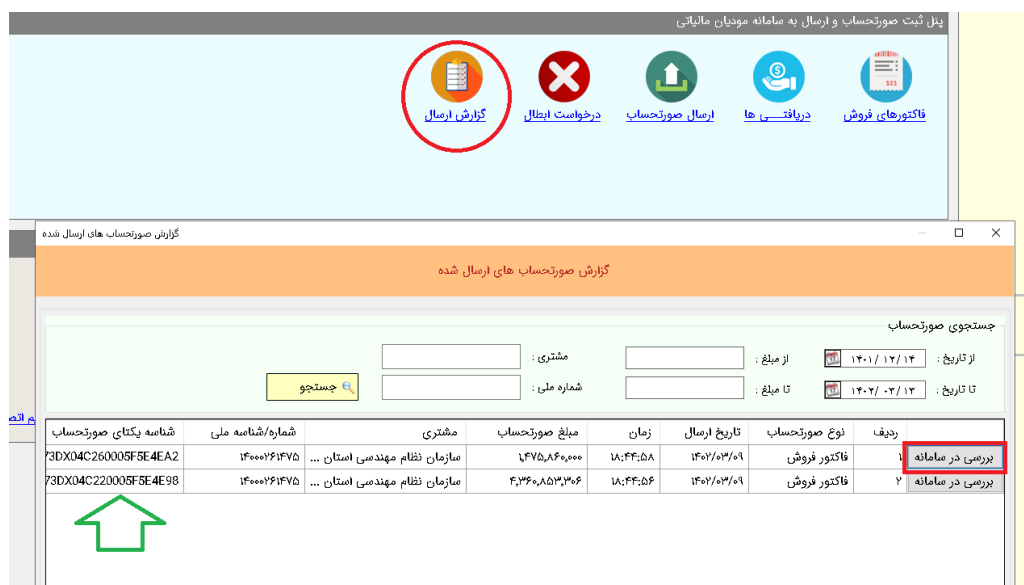 پنل ثبت صورتحساب و ارسال به سامانه مودیان مالیاتی
$23
فاکتورهای فروش
دریافتـــی ها
ارسال صورتحساب
درخواست ابطال
گزارش ارسال
گزارش صورتحساب های ارسال شده
گزارش صورتحساب های ارسال شده
جستجوی صورتحساب
از تاریخ : ۱۴۰۱/ ۱۲/ ۱۴ از مبلغ : مشتری :
تا تاریخ : ۱۴۰۲/ ۰۳/ ۱۳ تا مبلغ : شماره ملی : جستجو
ردیف نوع صورتحساب تاریخ ارسال زمان مبلغ صورتحساب مشتری شماره/شناسه ملی شناسه یکتای صورتحساب
بررسی در سامانه ۱ فاکتور فروش ۱۴۰۲/۰۳/۰۹ ۱۸:۴۴:۵۸ ۱,۴۷۵,۸۶۰,۰۰۰ سازمان نظام مهندسی استان ... ۱۴۰۰۰۲۶۱۴۷۵ 73DX04C260005F5E4EA2
بررسی در سامانه ۲ فاکتور فروش ۱۴۰۲/۰۳/۰۹ ۱۸:۴۴:۵۶ ۴,۳۶۰,۸۵۳,۳۰۶ سازمان نظام مهندسی استان ... ۱۴۰۰۰۲۶۱۴۷۵ 73DX04C220005F5E4E98